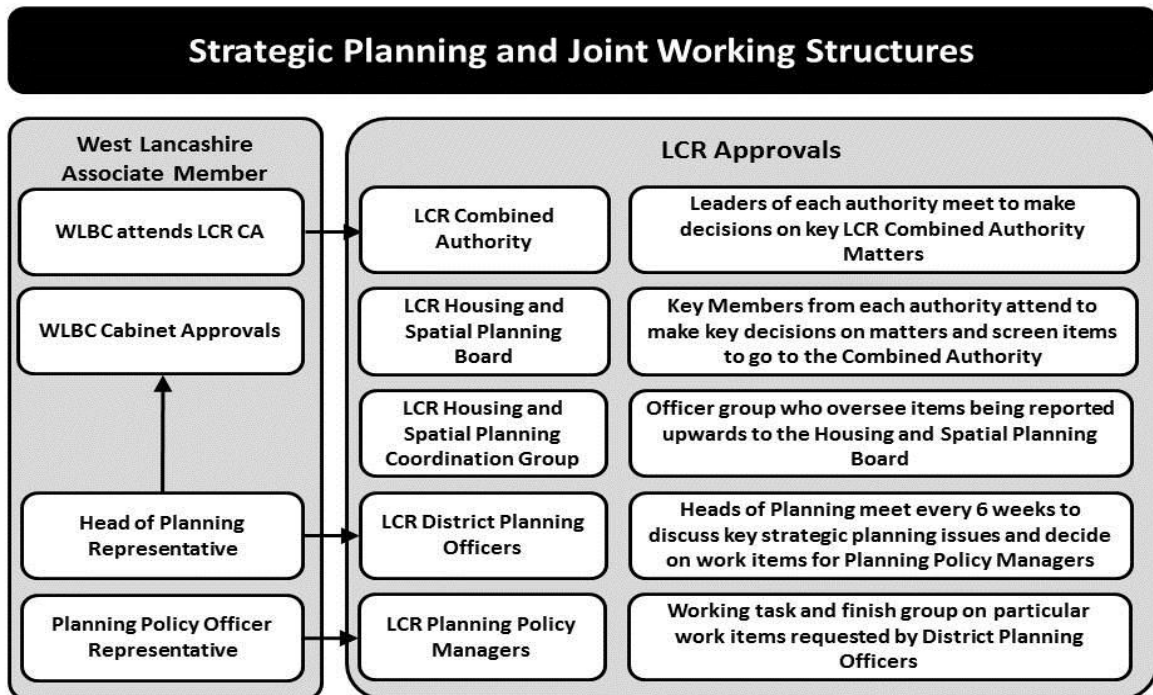 Strategic Planning and Joint Working Structures
West Lancashire
Associate Member
WLBC attends LCR CA
WLBC Cabinet Approvals
Head of Planning
Representative
Planning Policy Officer
Representative
LCR Approvals
LCR Combined
Authority
Leaders of each authority meet to make
decisions on key LCR Combined Authority
Matters
LCR Housing and
Spatial Planning
Board
Key Members from each authority attend to
make key decisions on matters and screen items
to go to the Combined Authority
LCR Housing and
Spatial Planning
Coordination Group
Officer group who oversee items being reported
upwards to the Housing and Spatial Planning
Board
LCR District Planning
Officers
Heads of Planning meet every 6 weeks to
discuss key strategic planning issues and decide
on work items for Planning Policy Managers
LCR Planning Policy
Managers
Working task and finish group on particular
work items requested by District Planning
Officers